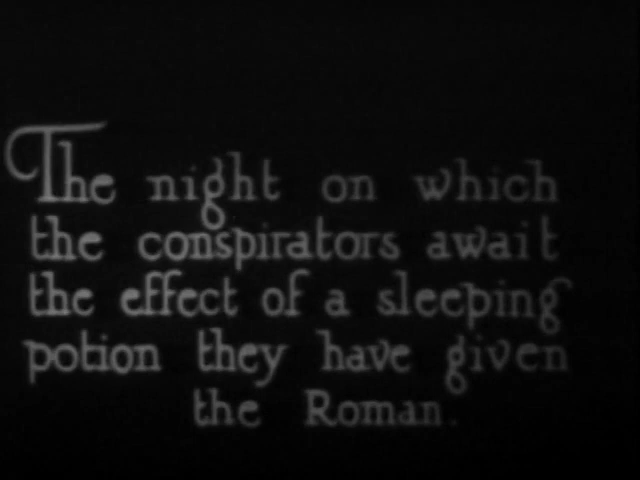 The night on which
the conspirators await
the effect of a sleeping
potion they have given
the Roman.